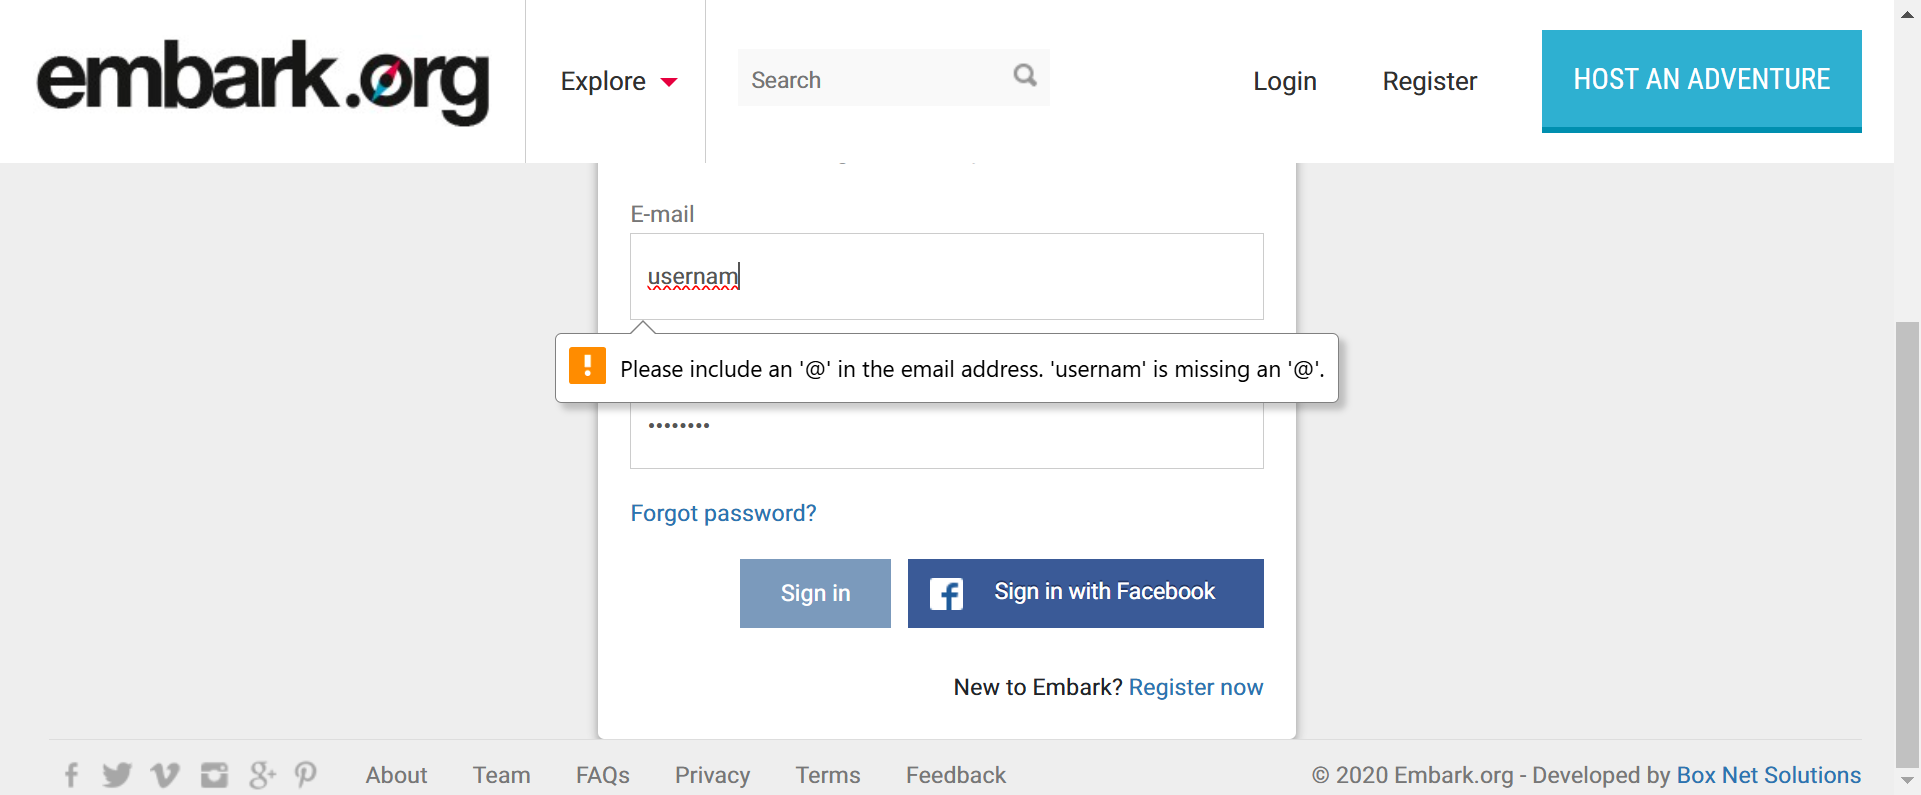 embark.org
Explore
Search
Login
Register
HOST AN ADVENTURE
E-mail
usernam
Please include an '@' in the email address. 'usernam' is missing an '@'.
••••••••
Forgot password?
Sign in
Sign in with Facebook
New to Embark? Register now
About
Team
FAQs
Privacy
Terms
Feedback
© 2020 Embark.org - Developed by Box Net Solutions